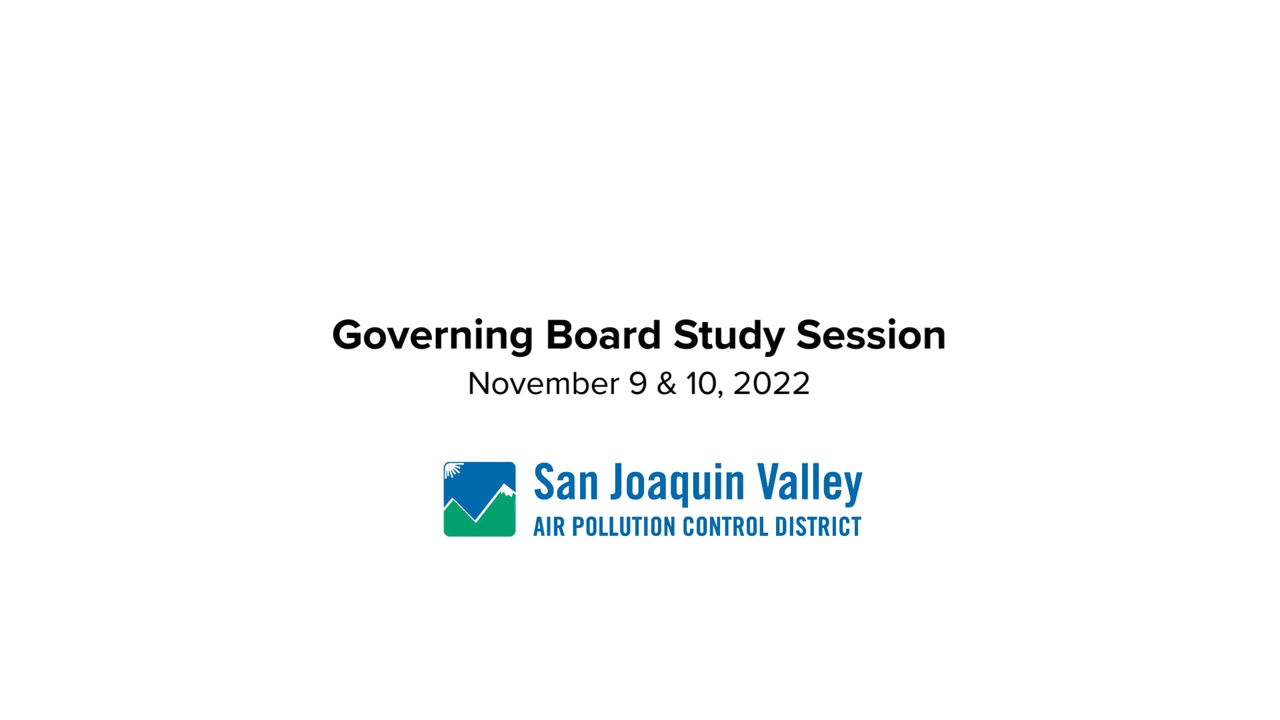 Governing Board Study Session
November 9 & 10, 2022
San Joaquin Valley
AIR POLLUTION CONTROL DISTRICT